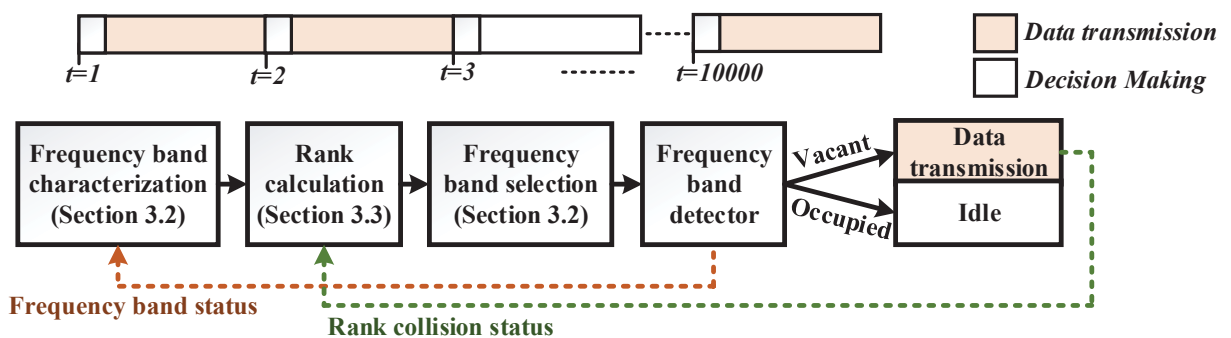 t=1
t=2
t=3
t=10000
Data transmission
Decision Making
Frequency band
characterization
(Section 3.2)
Rank
calculation
(Section 3.3)
Frequency
band selection
(Section 3.2)
Frequency
band
detector
Vacant
Occupied
Data
transmission
Idle
Frequency band status
Rank collision status